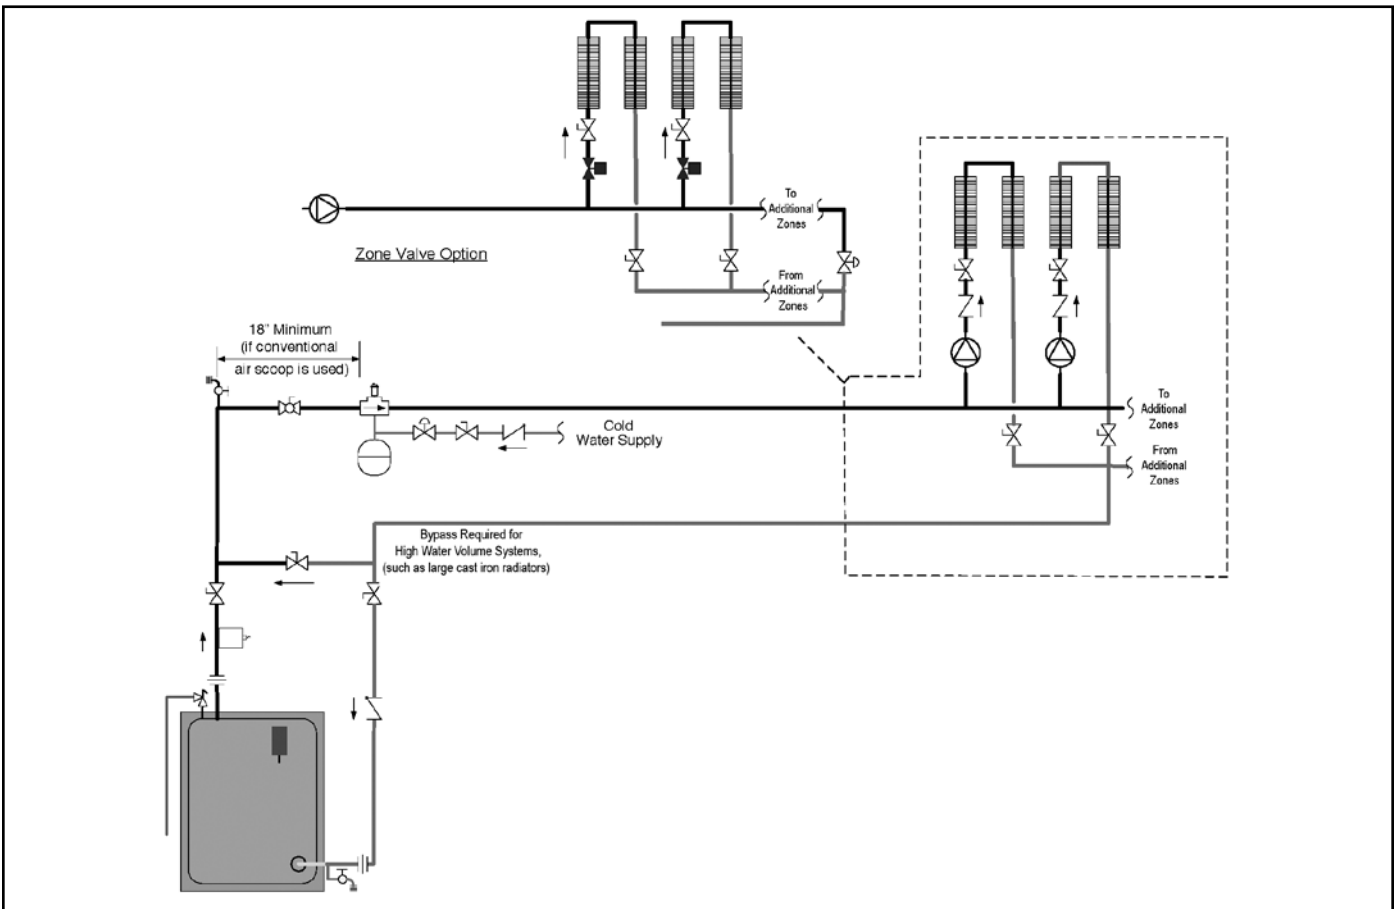 To
Additional
Zones
Zone Valve Option
From
Additional
Zones
18" Minimum
(if conventional
air scoop is used)
To
Additional
Zones
Cold
Water Supply
From
Additional
Zones
Bypass Required for
High Water Volume Systems,
(such as large cast iron radiators)